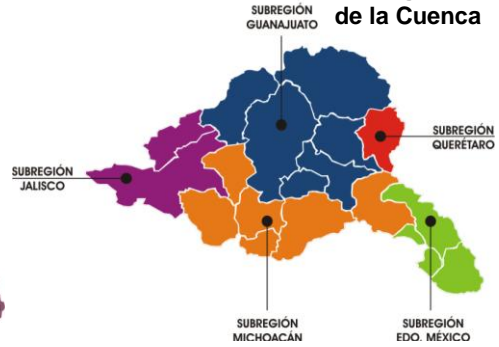 de la Cuenca
SUBREGIÓN
GUANAJUATO
SUBREGIÓN
QUERÉTARO
SUBREGIÓN
JALISCO
SUBREGIÓN
MICHOACÁN
SUBREGIÓN
EDO. MÉXICO